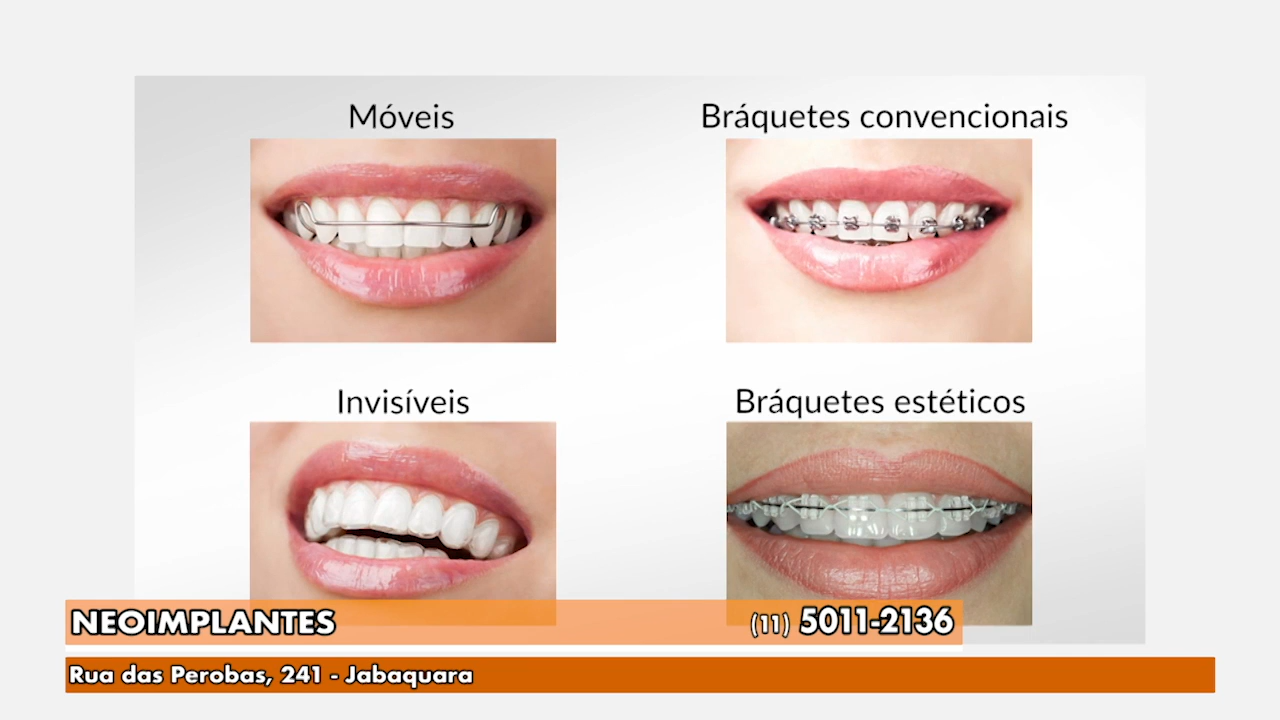 Móveis
Bráquetes convencionais
Invisíveis
Bráquetes estéticos
NEOIMPLANTES
(11) 5011-2136
Rua das Perobas, 241 - Jabaquara